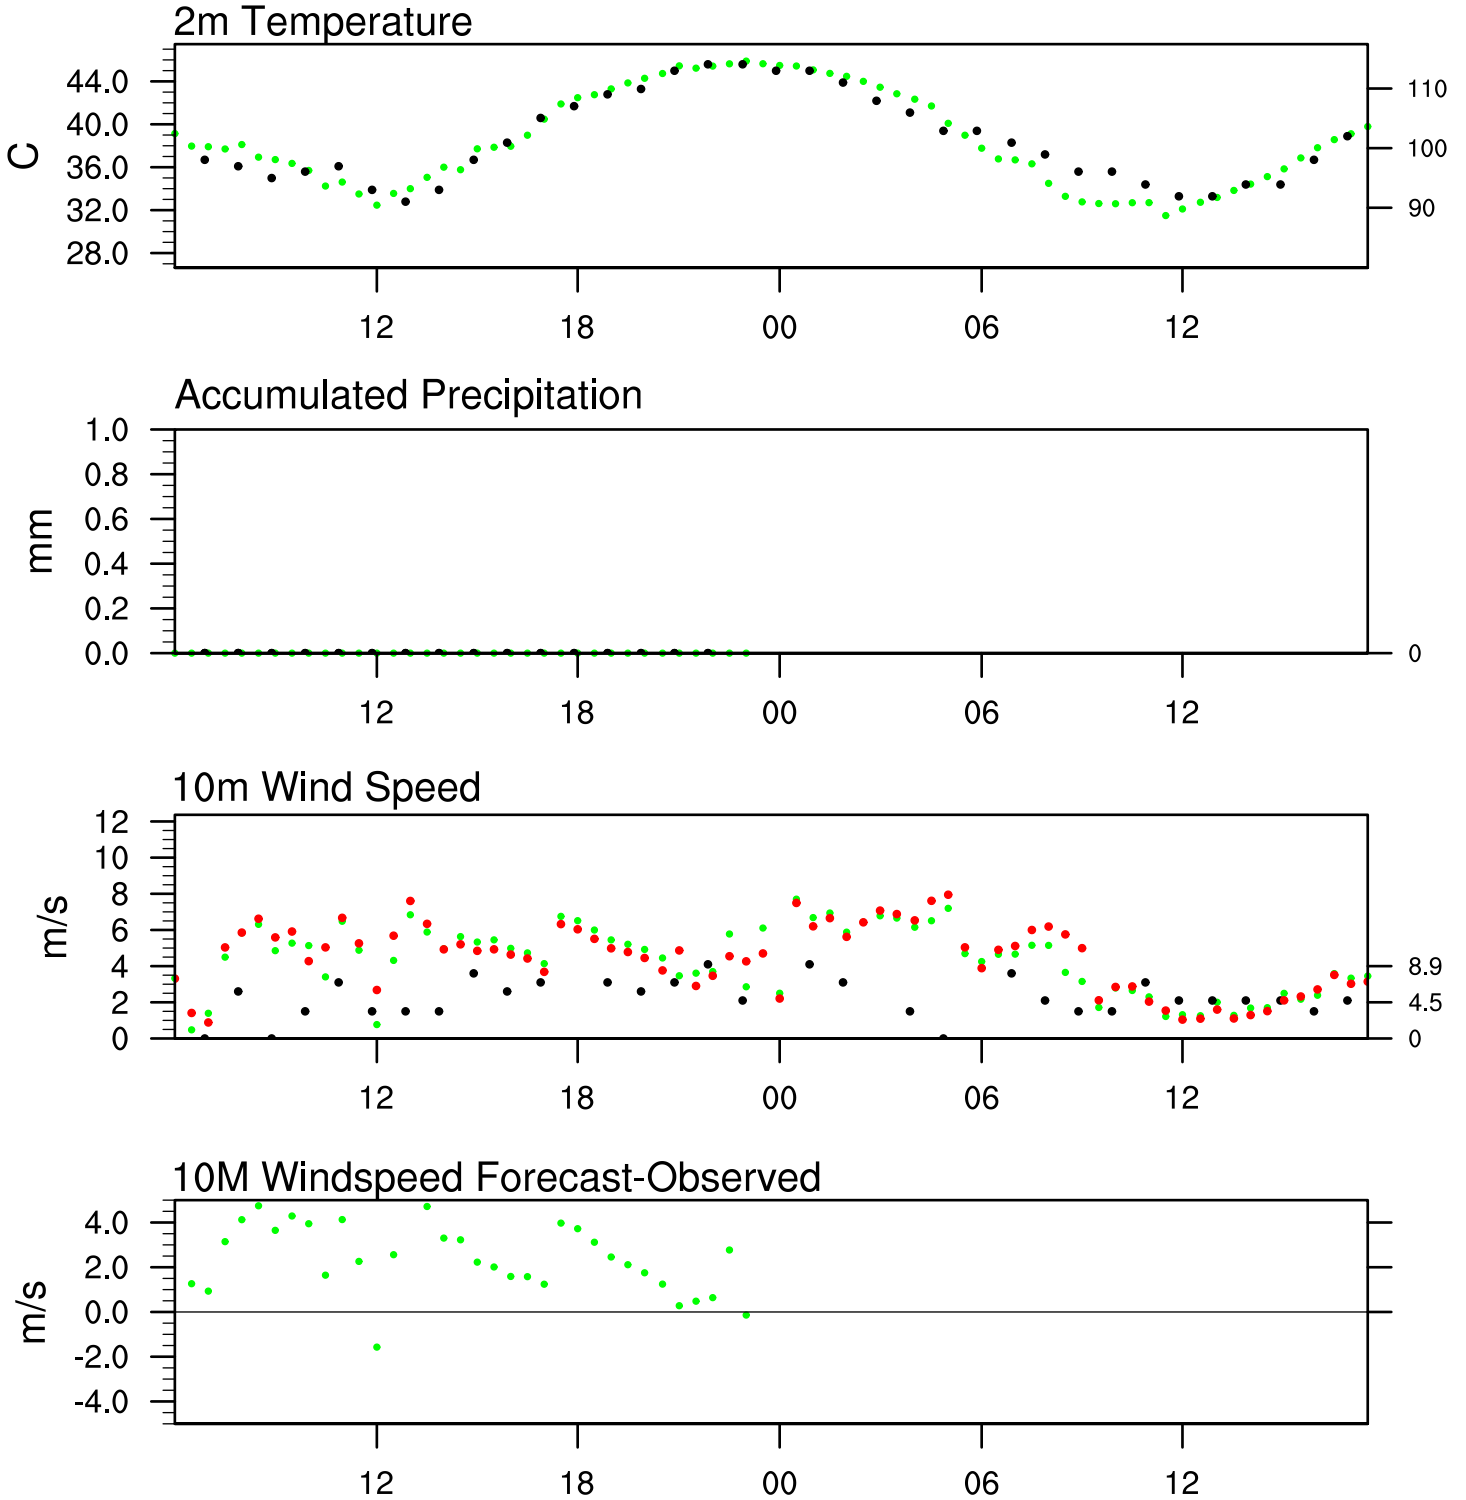 2m Temperature
44.0
40.0
36.0
32.0
28.0
C
110
100
90
12 18 00 06 12
Accumulated Precipitation
1.0
0.8
0.6
0.4
0.2
0.0
mm
0
12 18 00 06 12
10m Wind Speed
12
10
8
6
4
2
0
m/s
8.9
4.5
0
12 18 00 06 12
10M Windspeed Forecast-Observed
4.0
2.0
0.0
-2.0
-4.0
m/s
12 18 00 06 12